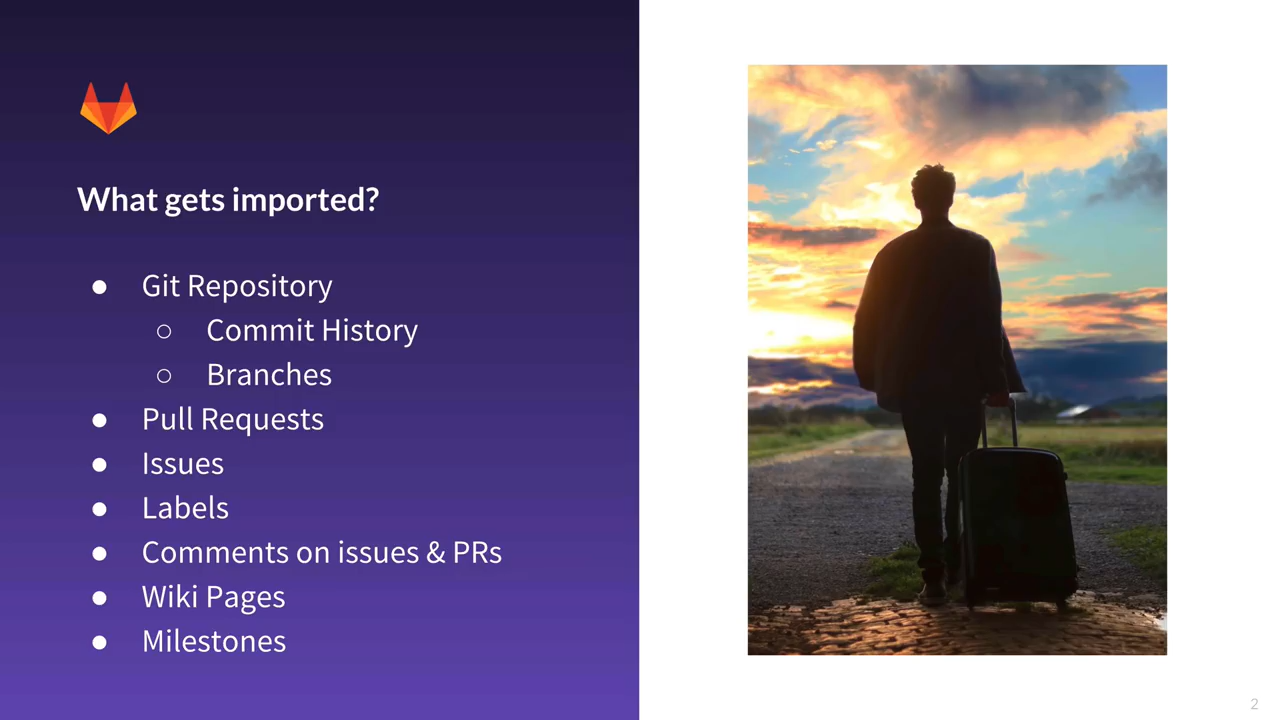 What gets imported?
● Git Repository
○ Commit History
○ Branches
● Pull Requests
● Issues
● Labels
● Comments on issues & PRs
● Wiki Pages
● Milestones
2